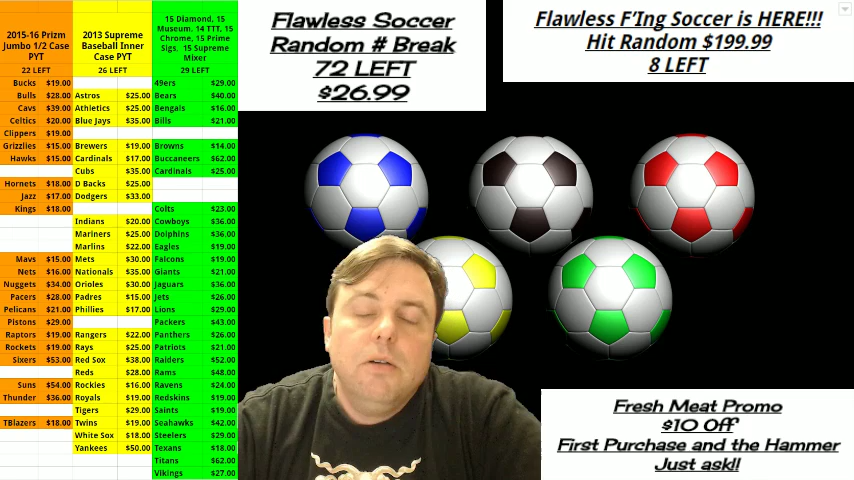 2015-16 Prizm
Jumbo 1/2 Case
PYT
22 LEFT
Bucks $19.00
Bulls $28.00
Cavs $39.00
Celtics $20.00
Clippers $19.00
Grizzlies $15.00
Hawks $15.00
Hornets $18.00
Jazz $17.00
Kings $18.00
Mavs $15.00
Nets $16.00
Nuggets $34.00
Pacers $28.00
Pelicans $21.00
Pistons $29.00
Raptors $19.00
Rockets $19.00
Sixers $53.00
Suns $54.00
Thunder $36.00
TBlazers $18.00
2013 Supreme
Baseball Inner
Case PYT
26 LEFT
Astros $25.00
Athletics $25.00
Blue Jays $35.00
Brewers $19.00
Cardinals $17.00
Cubs $35.00
D Backs $25.00
Dodgers $33.00
Indians $20.00
Mariners $25.00
Marlins $22.00
Mets $30.00
Nationals $35.00
Orioles $30.00
Padres $15.00
Phillies $17.00
Rangers $22.00
Rays $25.00
Red Sox $38.00
Reds $28.00
Rockies $16.00
Royals $19.00
Tigers $29.00
Twins $19.00
White Sox $18.00
Yankees $50.00
15 Diamond, 15
Museum, 14 TTT, 15
Chrome, 15 Prime
Sigs, 15 Supreme
Mixer
29 LEFT
49ers $29.00
Bears $40.00
Bengals $16.00
Bills $21.00
Browns $14.00
Buccaneers $62.00
Cardinals $25.00
Colts $23.00
Cowboys $36.00
Dolphins $36.00
Eagles $19.00
Falcons $19.00
Giants $21.00
Jaguars $36.00
Jets $26.00
Lions $29.00
Packers $43.00
Panthers $26.00
Patriots $21.00
Raiders $52.00
Rams $48.00
Ravens $24.00
Redskins $19.00
Saints $19.00
Seahawks $42.00
Steelers $29.00
Texans $18.00
Titans $62.00
Vikings $27.00
Flawless Soccer
Random # Break
72 LEFT
$26.99
Flawless F'Ing Soccer is HERE!!!
Hit Random $199.99
8 LEFT
Fresh Meat Promo
$10 Off
First Purchase and the Hammer
Just ask!!